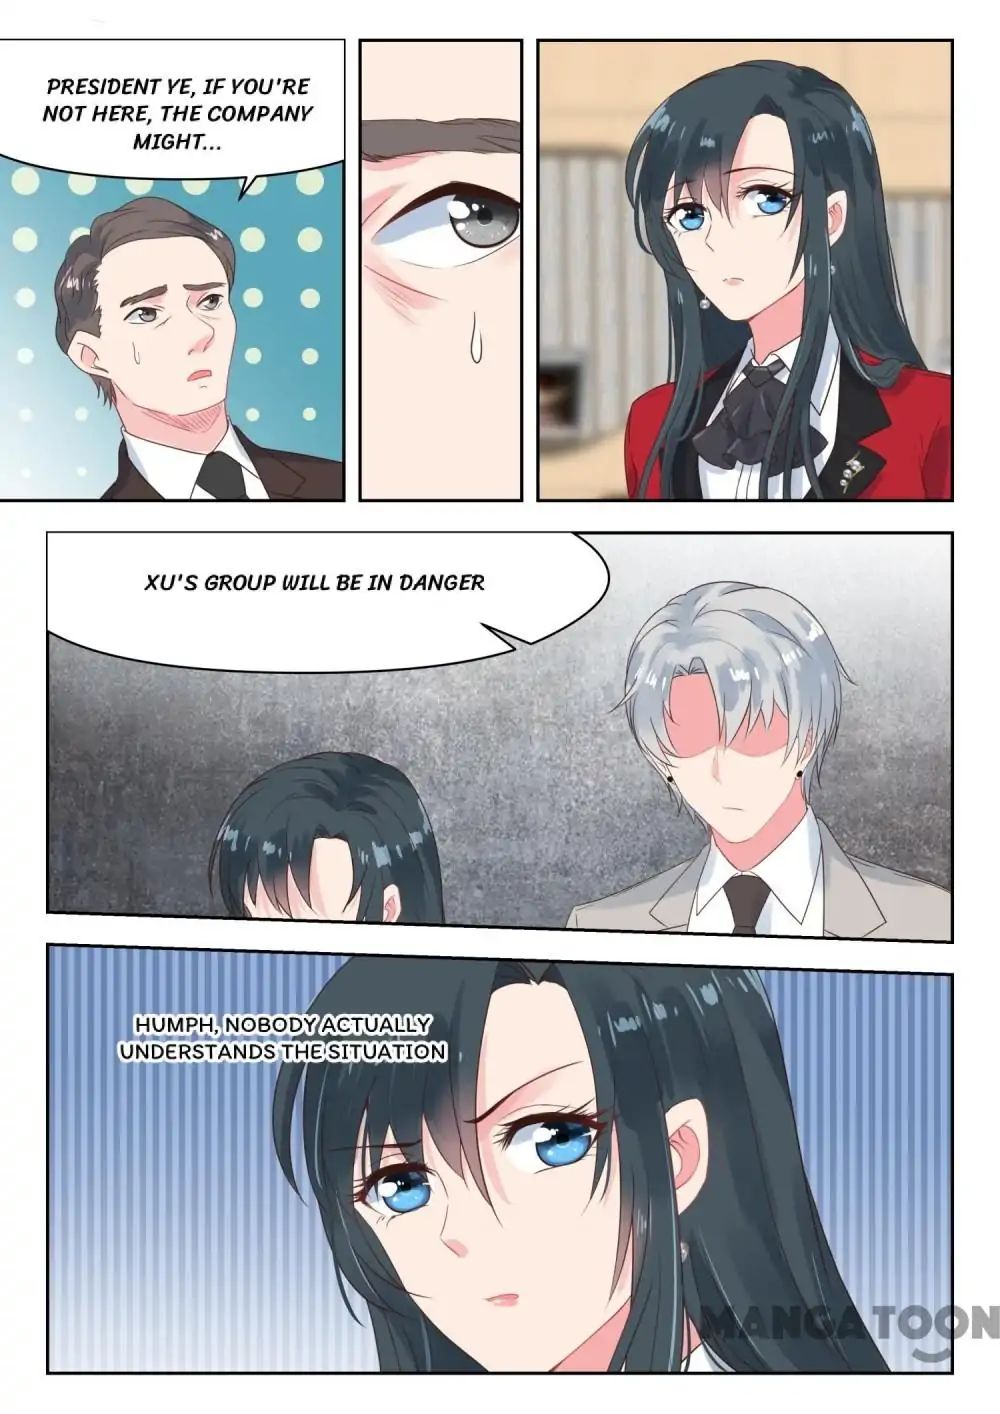 PRESIDENT YE, IF YOU'RE
NOT HERE, THE COMPANY
MIGHT...
XU'S GROUP WILL BE IN DANGER
HUMPH, NOBODY ACTUALLY
UNDERSTANDS THE SITUATION
MANGATOON